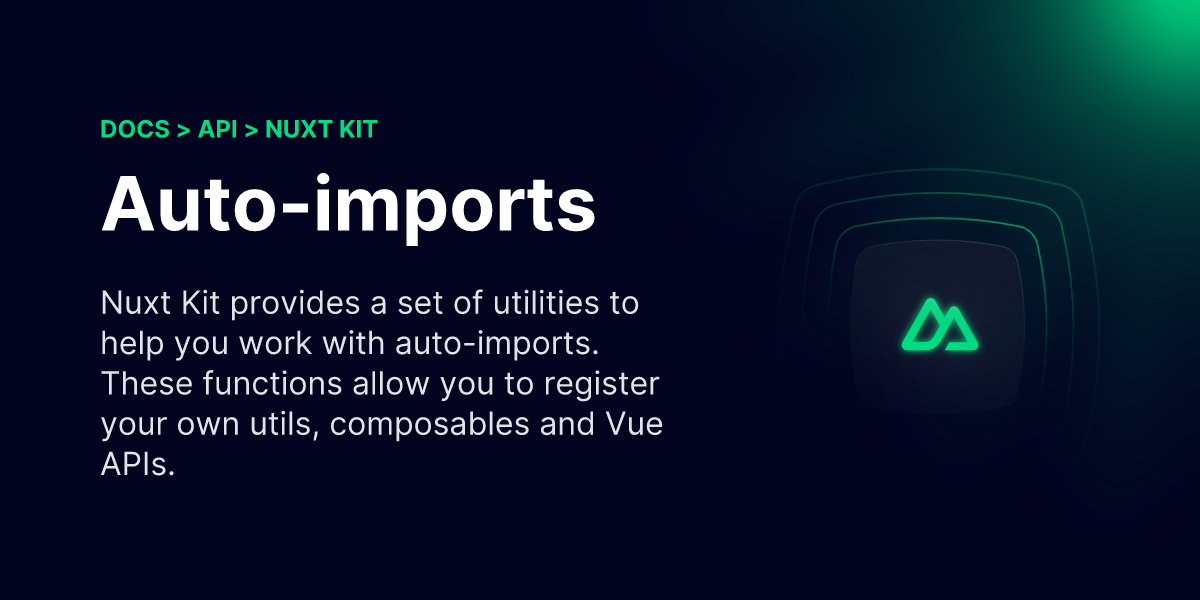 DOCS > API > NUXT KIT
Auto-imports
Nuxt Kit provides a set of utilities to
help you work with auto-imports.
These functions allow you to register
your own utils, composables and Vue
APIs.